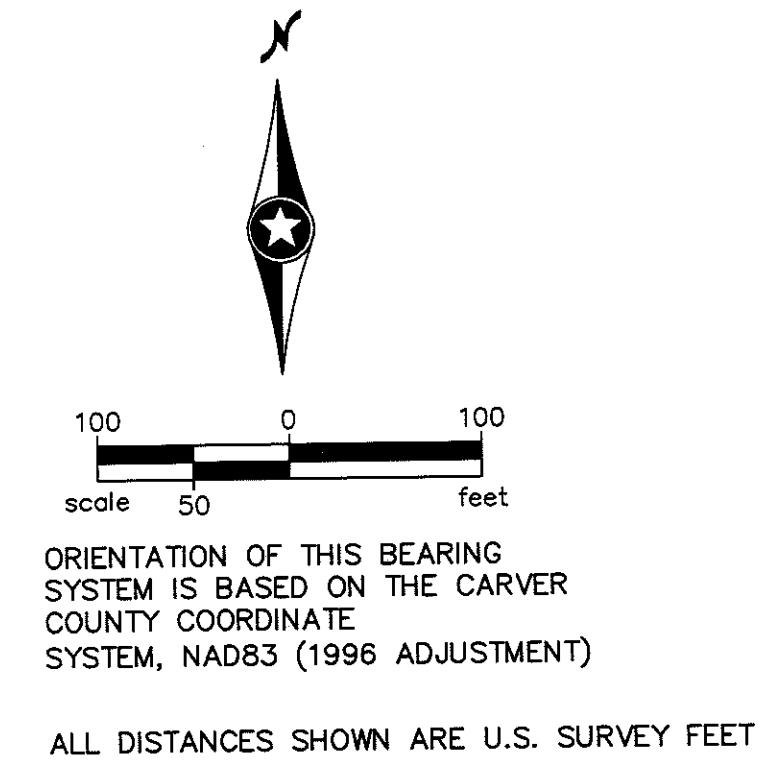 N
100 0 100
scale 50 feet
ORIENTATION OF THIS BEARING
SYSTEM IS BASED ON THE CARVER
COUNTY COORDINATE
SYSTEM, NAD83 (1996 ADJUSTMENT)
ALL DISTANCES SHOWN ARE U.S. SURVEY FEET